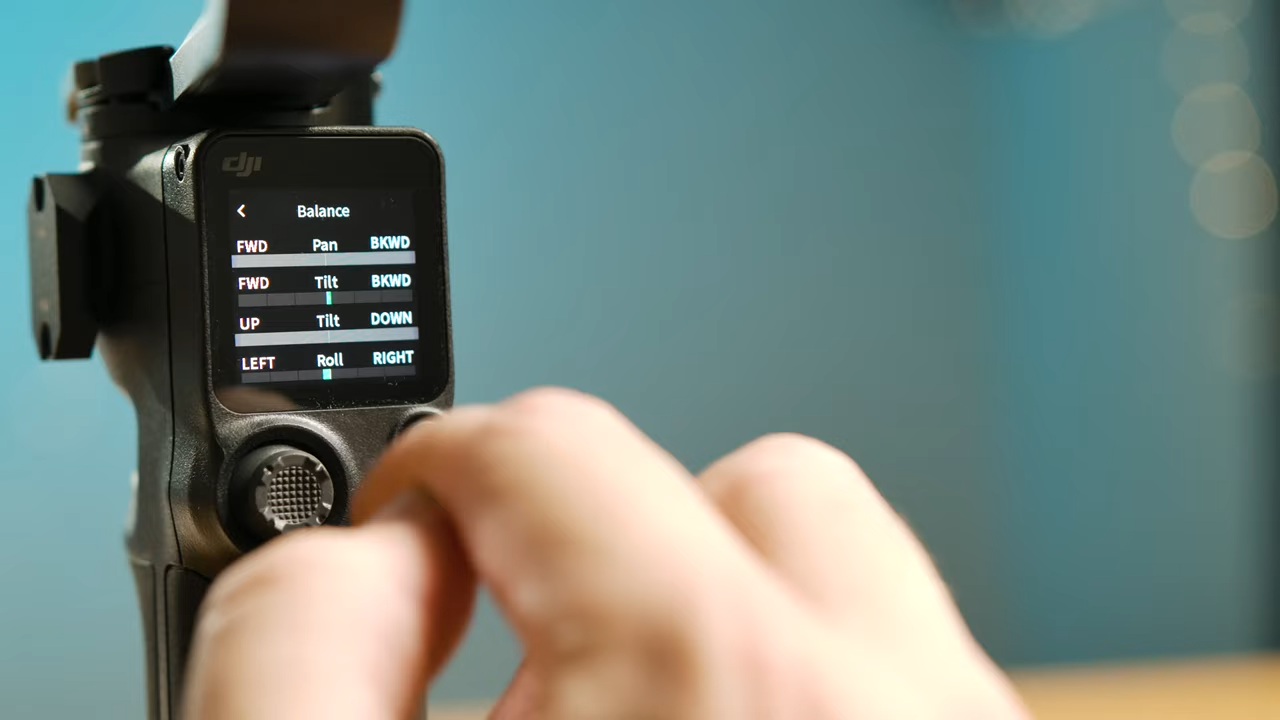 dji
Balance
FWD Pan BKWD
FWD Tilt BKWD
UP Tilt DOWN
LEFT Roll RIGHT